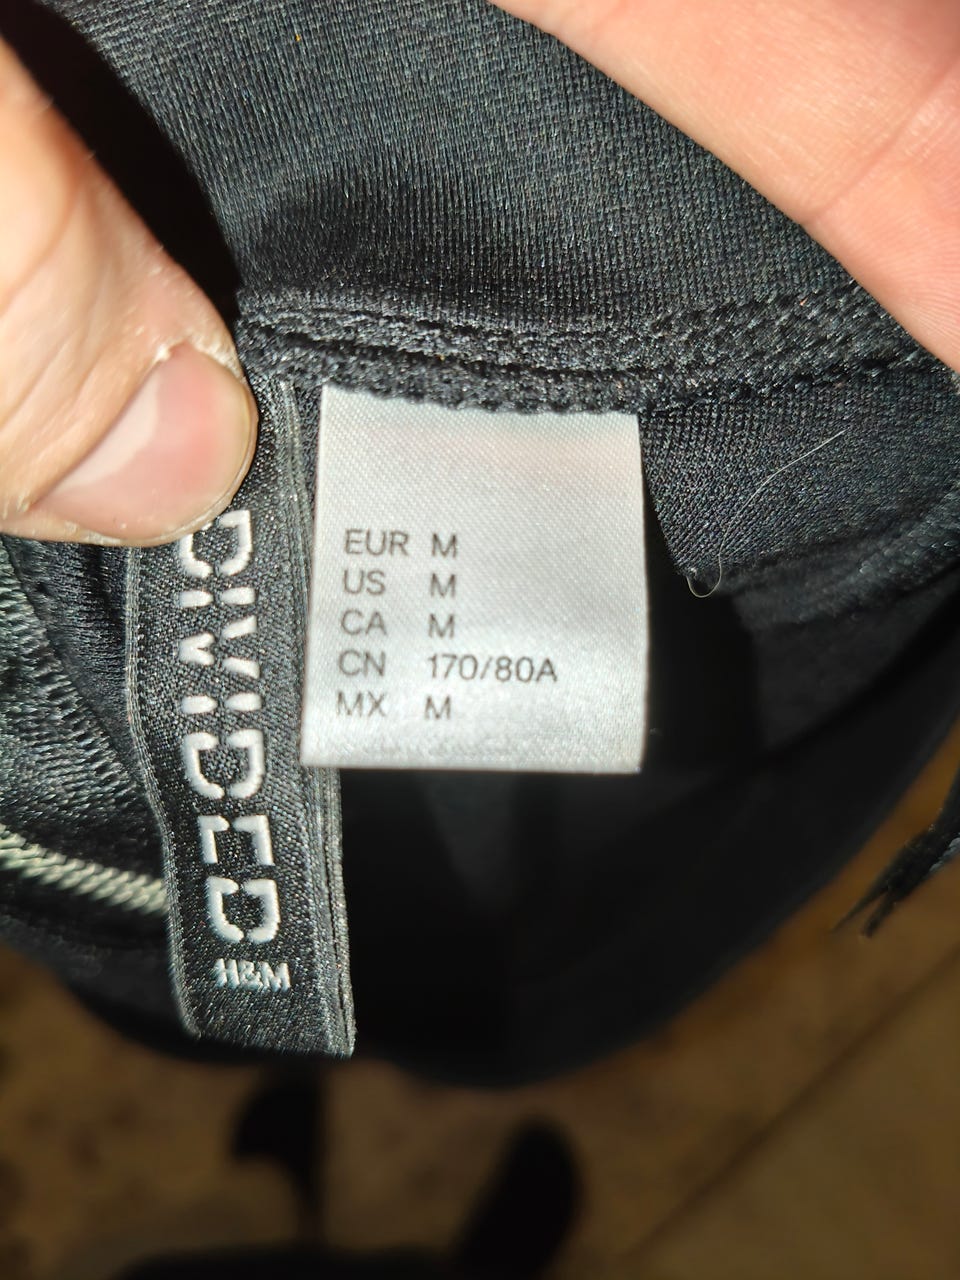 DIVIDED
H&M
EUR M
US M
CA M
CN 170/80A
MX M